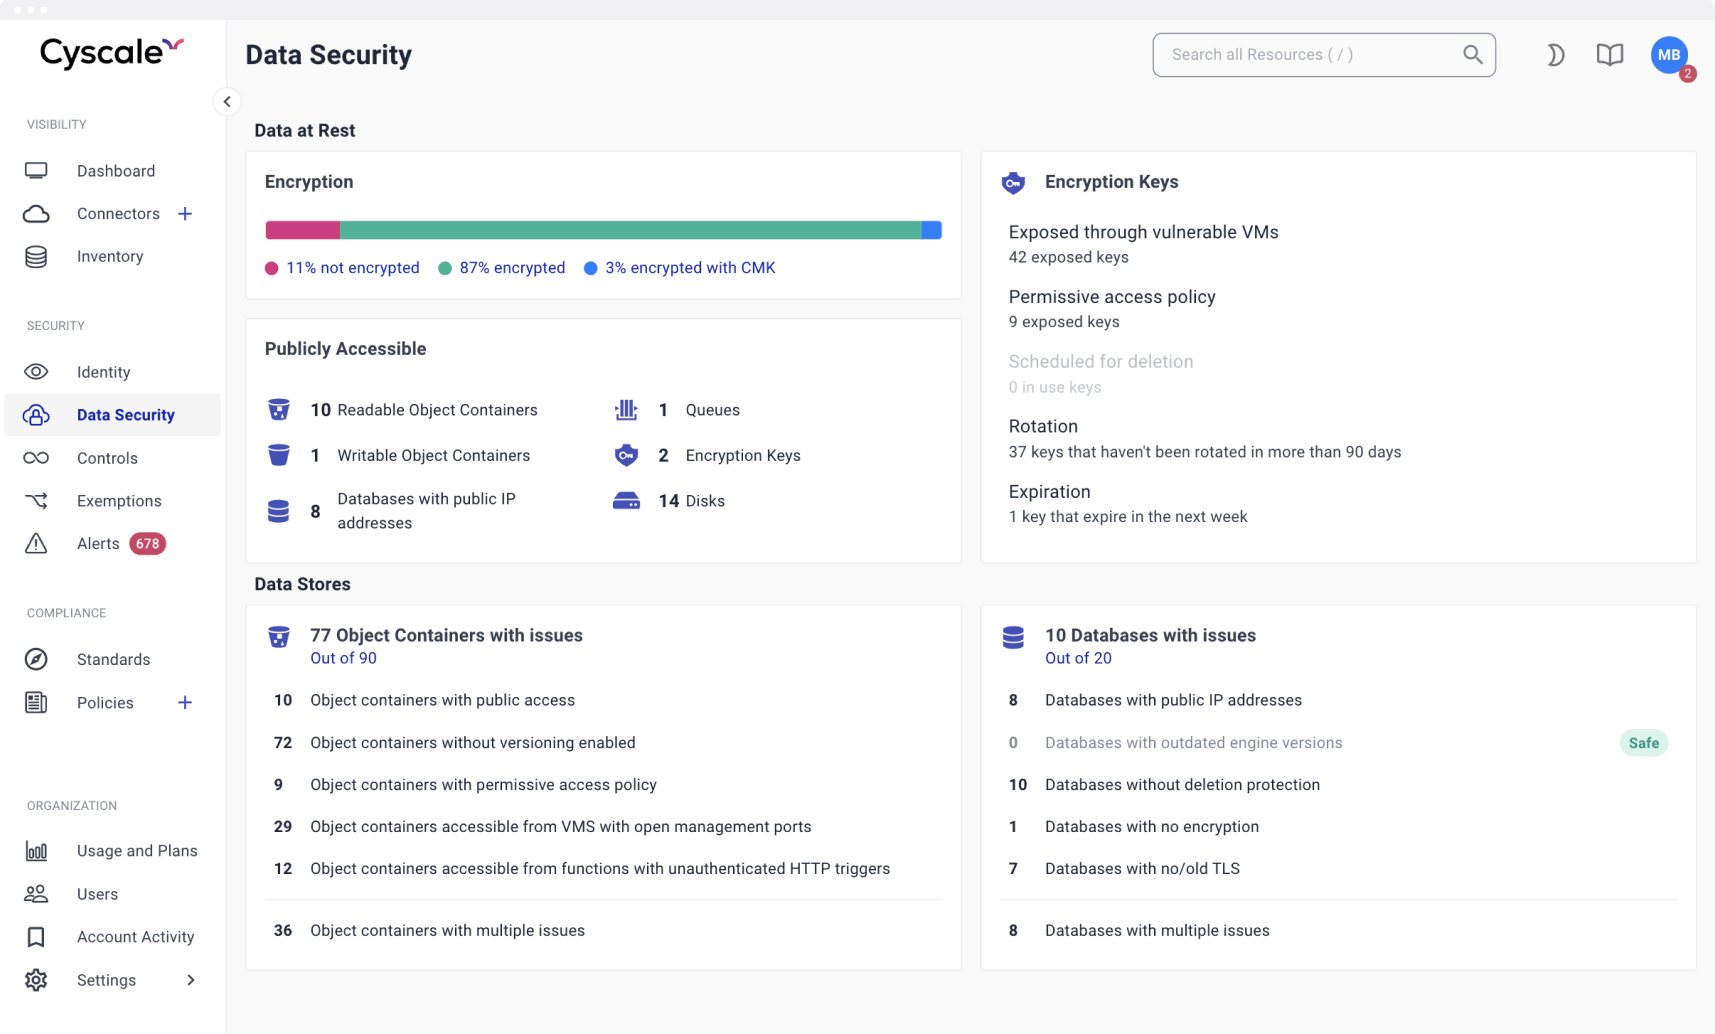 Cyscale
Data Security
Search all Resources ( / )
MB
2
VISIBILITY
Dashboard
Connectors
Inventory
SECURITY
Identity
Data Security
Controls
Exemptions
Alerts 678
COMPLIANCE
Standards
Policies
ORGANIZATION
Usage and Plans
Users
Account Activity
Settings
Data at Rest
Encryption
11% not encrypted 87% encrypted 3% encrypted with CMK
Publicly Accessible
10 Readable Object Containers
1 Writable Object Containers
8 Databases with public IP
addresses
1 Queues
2 Encryption Keys
14 Disks
Encryption Keys
Exposed through vulnerable VMs
42 exposed keys
Permissive access policy
9 exposed keys
Scheduled for deletion
0 in use keys
Rotation
37 keys that haven't been rotated in more than 90 days
Expiration
1 key that expire in the next week
Data Stores
77 Object Containers with issues
Out of 90
10 Object containers with public access
72 Object containers without versioning enabled
9 Object containers with permissive access policy
29 Object containers accessible from VMS with open management ports
12 Object containers accessible from functions with unauthenticated HTTP triggers
36 Object containers with multiple issues
10 Databases with issues
Out of 20
8 Databases with public IP addresses
0 Databases with outdated engine versions Safe
10 Databases without deletion protection
1 Databases with no encryption
7 Databases with no/old TLS
8 Databases with multiple issues